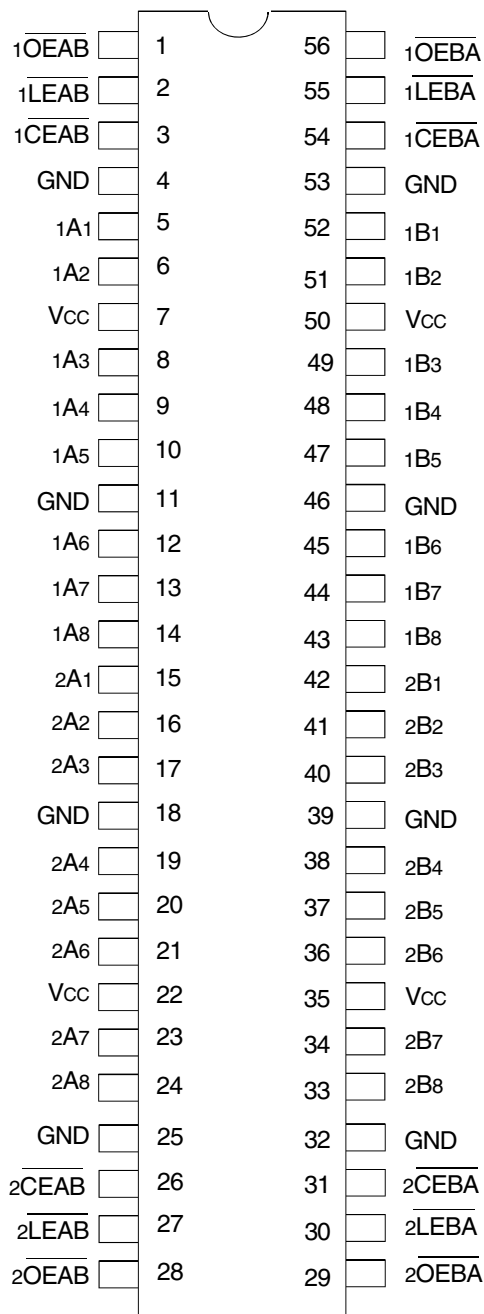 1OEAB 1 56 1OEBA
1LEAB 2 55 1LEBA
1CEAB 3 54 1CEBA
GND 4 53 GND
1A1 5 52 1B1
1A2 6 51 1B2
VCC 7 50 VCC
1A3 8 49 1B3
1A4 9 48 1B4
1A5 10 47 1B5
GND 11 46 GND
1A6 12 45 1B6
1A7 13 44 1B7
1A8 14 43 1B8
2A1 15 42 2B1
2A2 16 41 2B2
2A3 17 40 2B3
GND 18 39 GND
2A4 19 38 2B4
2A5 20 37 2B5
2A6 21 36 2B6
VCC 22 35 VCC
2A7 23 34 2B7
2A8 24 33 2B8
GND 25 32 GND
2CEAB 26 31 2CEBA
2LEAB 27 30 2LEBA
2OEAB 28 29 2OEBA